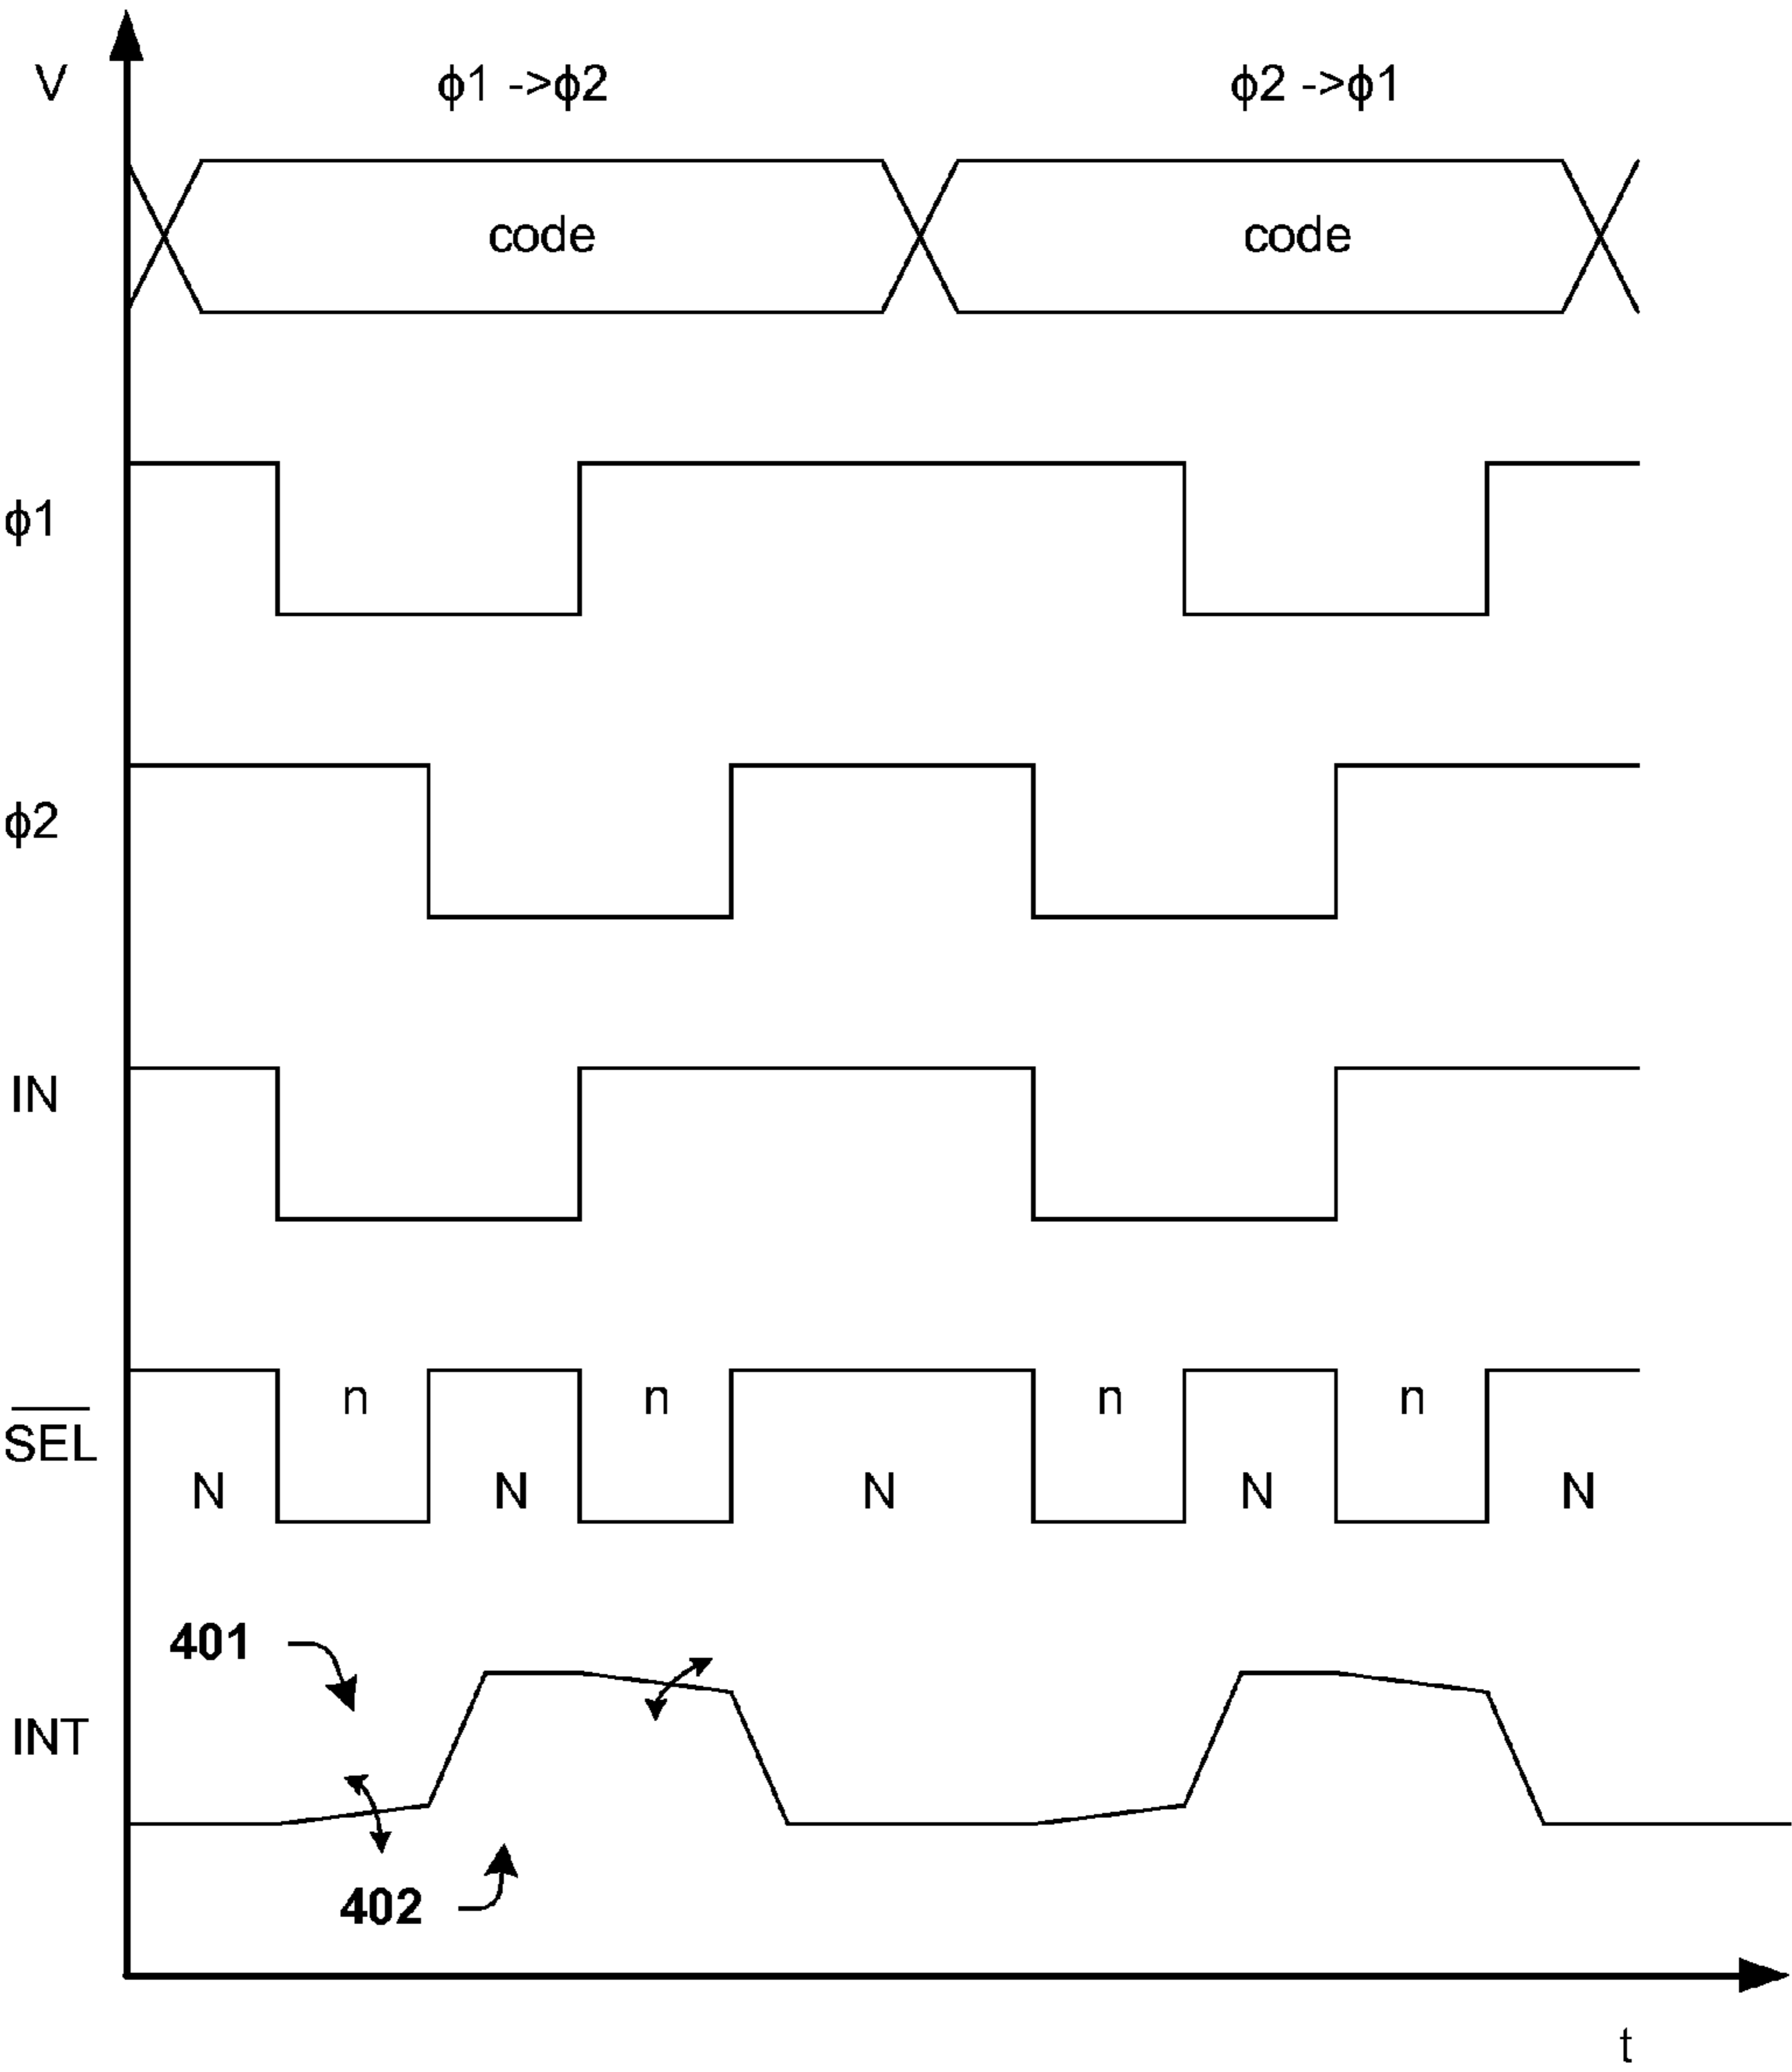 V
ϕ1 ->ϕ2
ϕ2 ->ϕ1
code
code
ϕ1
ϕ2
IN
n n n n
SEL
N N N N N
401
INT
402
t